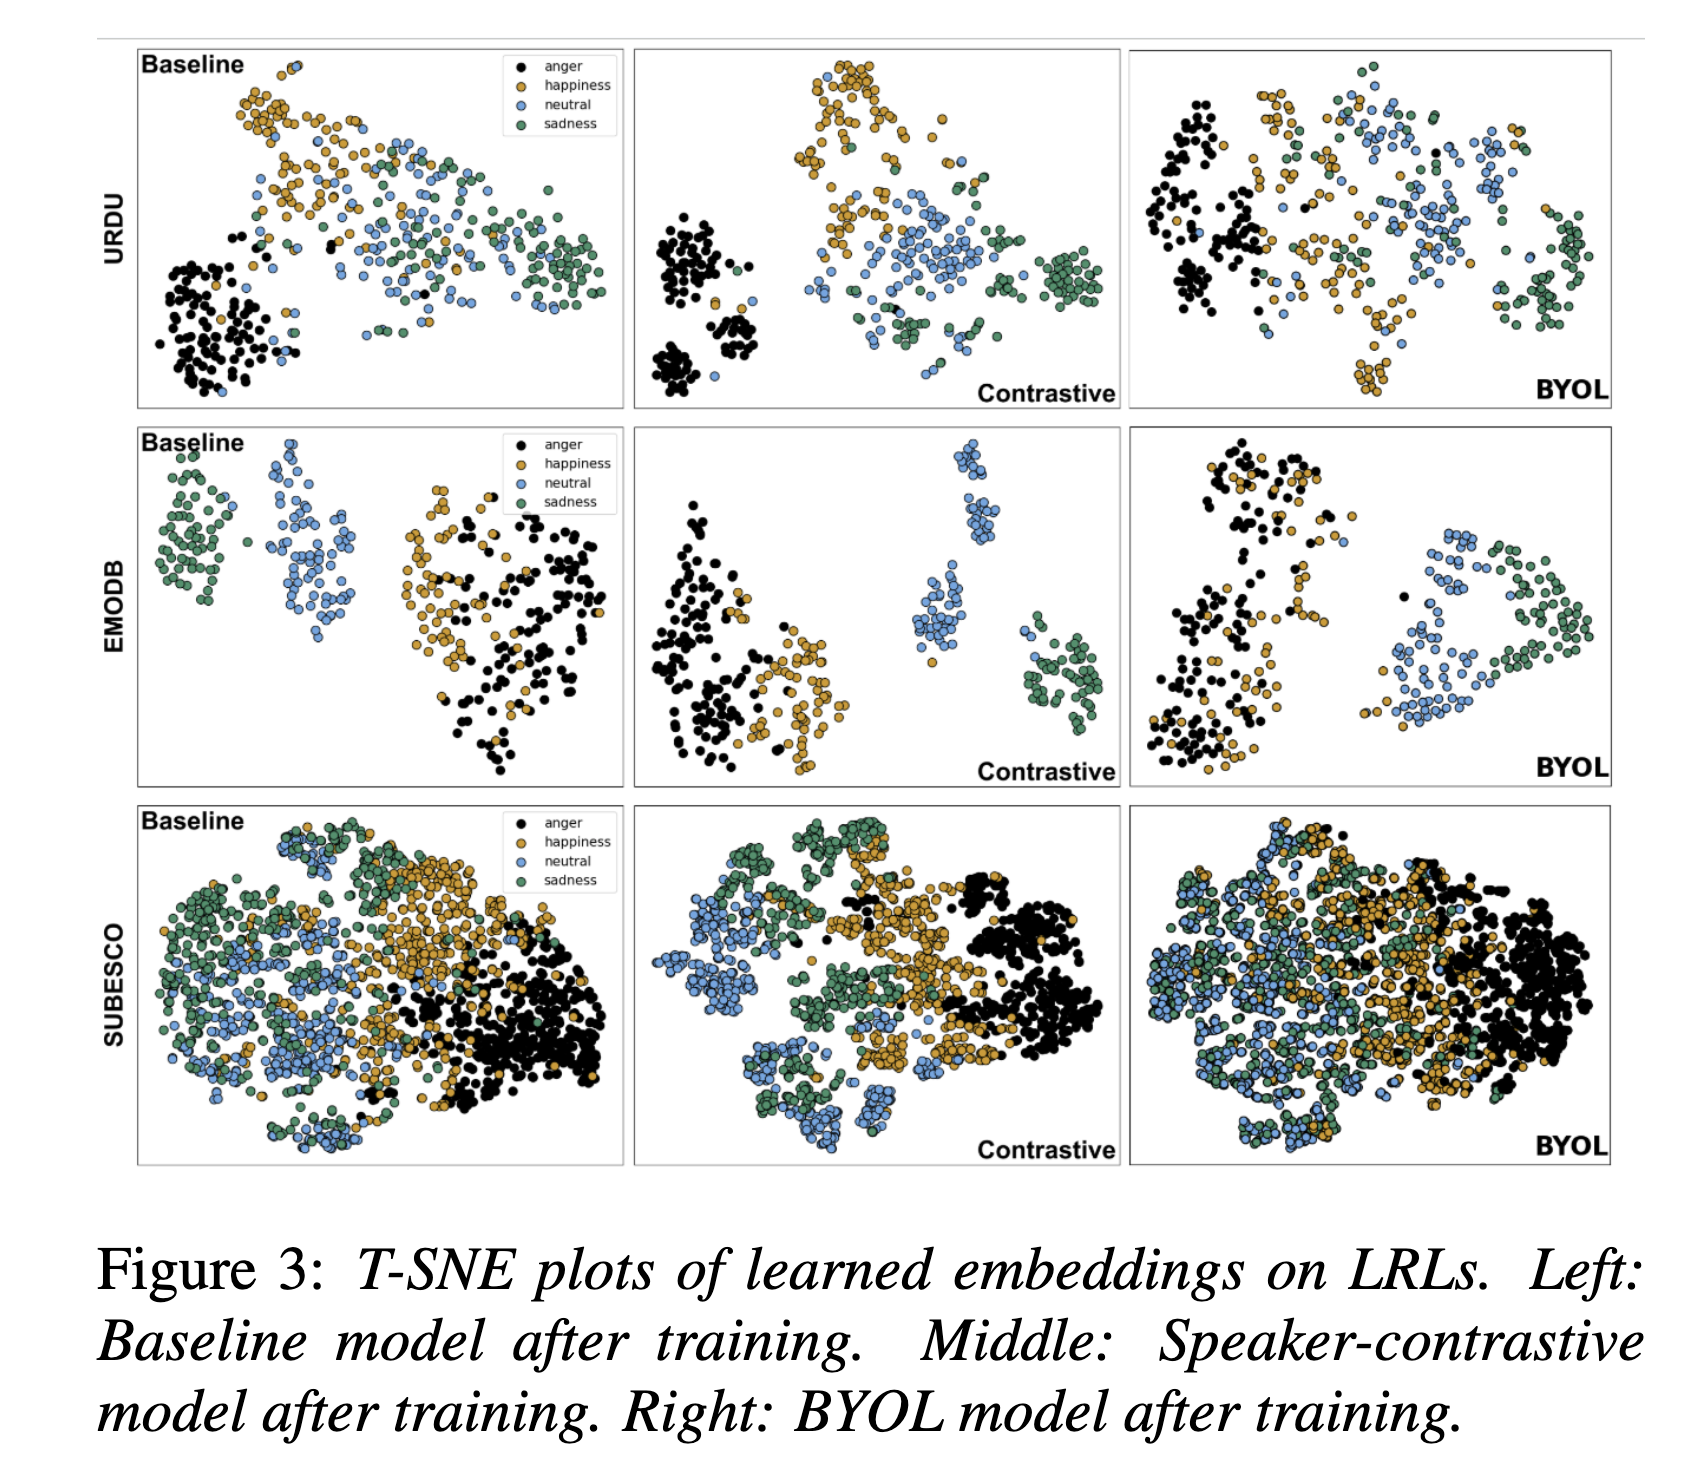 Baseline
anger
happiness
neutral
sadness
URDU
Contrastive
BYOL
Baseline
anger
happiness
neutral
sadness
EMODB
Contrastive
BYOL
Baseline
anger
happiness
neutral
sadness
SUBESCO
Contrastive
BYOL
Figure 3: T-SNE plots of learned embeddings on LRLs. Left:
Baseline model after training. Middle: Speaker-contrastive
model after training. Right: BYOL model after training.